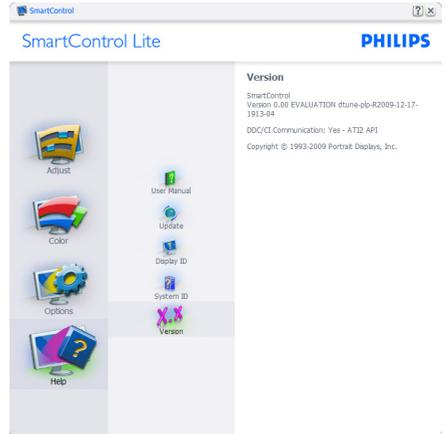 SmartControl
SmartControl Lite
PHILIPS
Adjust
Color
Options
Help
User Manual
Update
Display ID
System ID
X.X
Version
Version
SmartControl
Version 0.00 EVALUATION dtune-plp-R2009-12-17-
1913-04
DDC/CI Communication: Yes - ATI2 API
Copyright © 1993-2009 Portrait Displays, Inc.